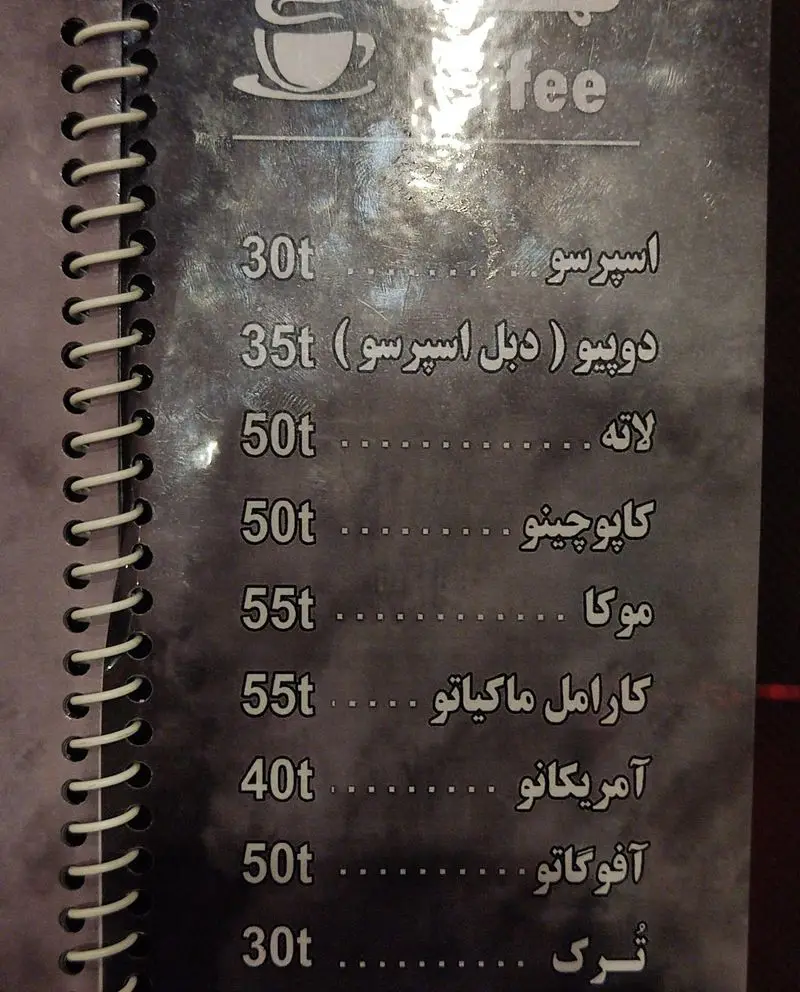 اسپرسو .......... 30t
دوپیو ( دبل اسپرسو ) 35t
لاته ............. 50t
کاپوچینو ......... 50t
موکا ............ 55t
کارامل ماکیاتو ..... 55t
آمریکانو ......... 40t
آفوگاتو .......... 50t
تُـرک .......... 30t